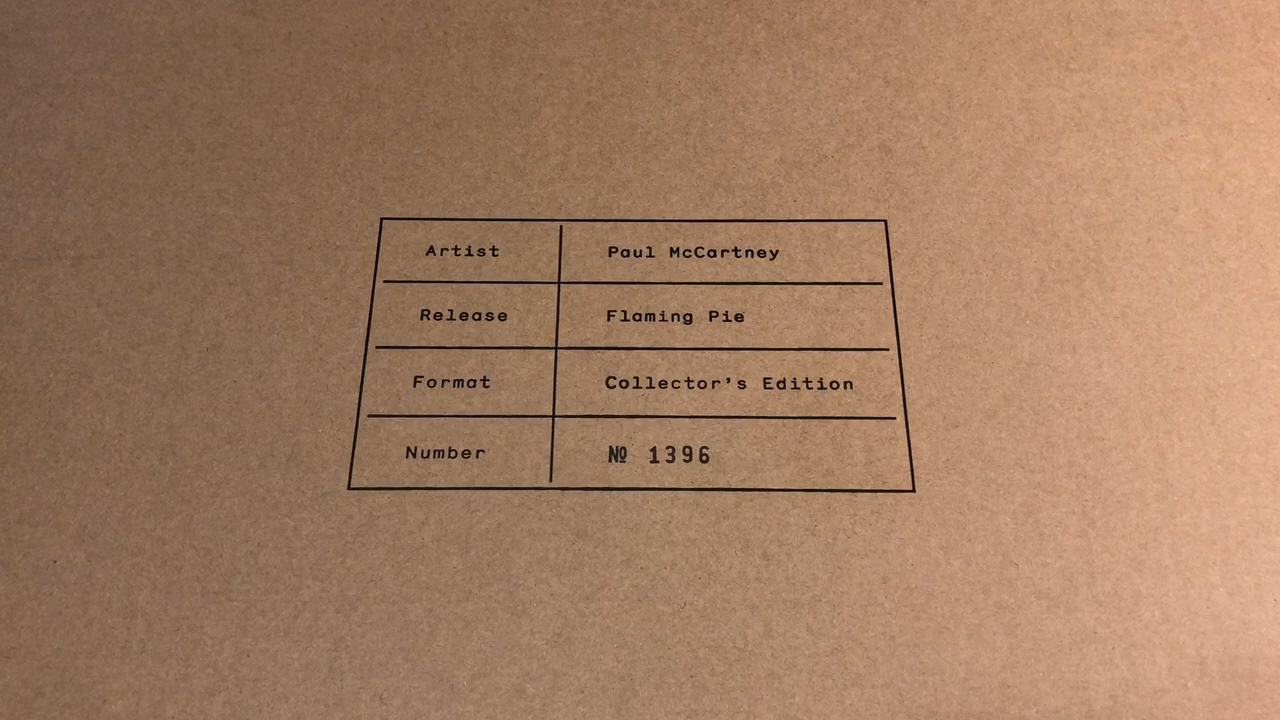 Artist Paul McCartney
Release Flaming Pie
Format Collector’s Edition
Number № 1396